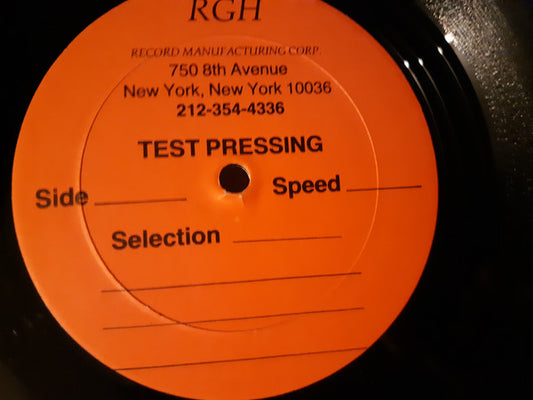 RGH
RECORD MANUFACTURING CORP.
750 8th Avenue
New York, New York 10036
212-354-4336
TEST PRESSING
Side Speed
Selection